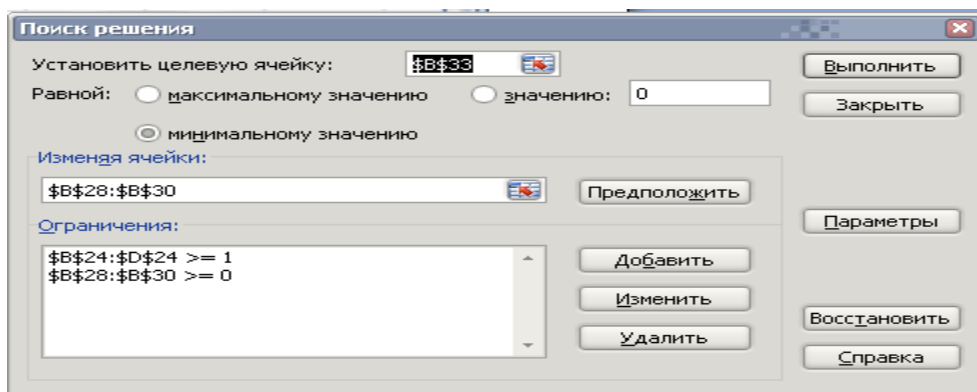 Поиск решения
Установить целевую ячейку: $B$33
Выполнить
Равной: максимальному значению значению: 0
Закрыть
минимальному значению
Изменяя ячейки:
$B$28:$B$30
Предположить
Ограничения:
Параметры
$B$24:$D$24 >= 1
$B$28:$B$30 >= 0
Добавить
Изменить
Удалить
Восстановить
Справка